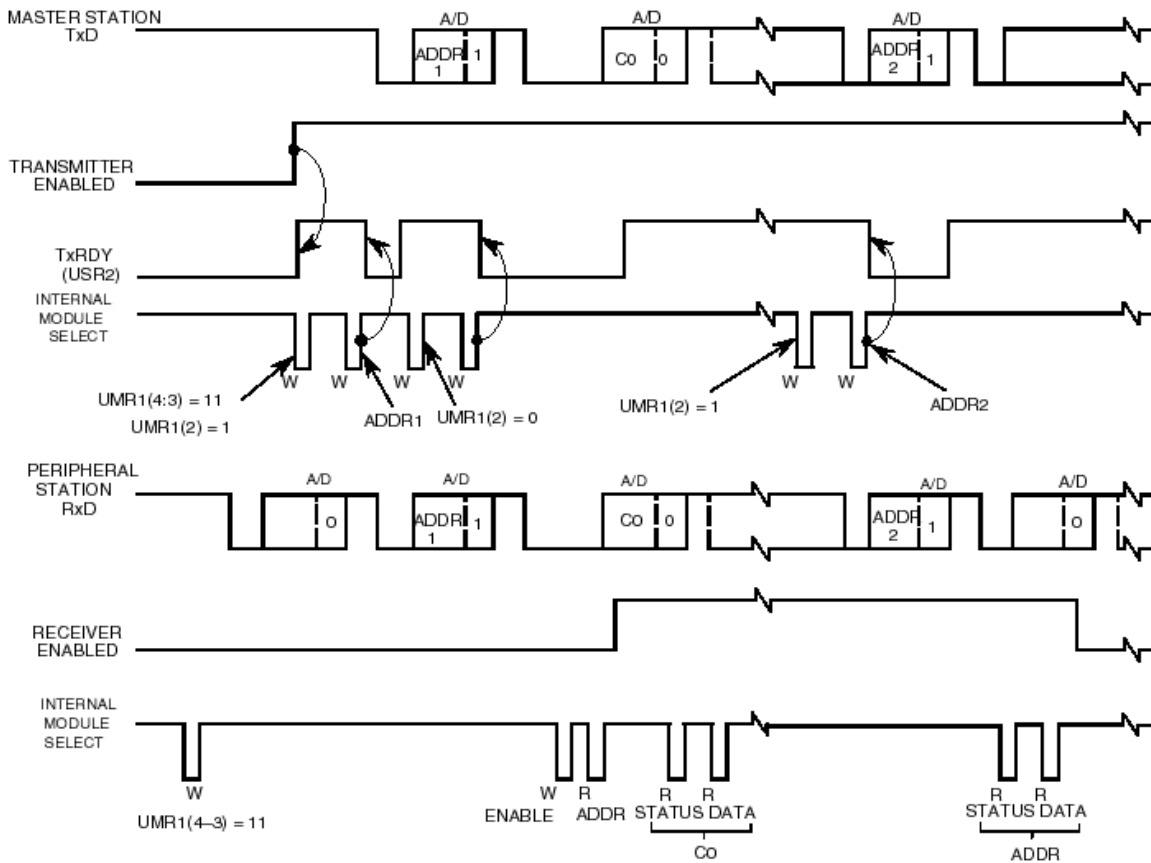 MASTER STATION
TxD
A/D
A/D
A/D
ADDR
1
1
C0
0
ADDR
2
1
TRANSMITTER
ENABLED
TxRDY
(USR2)
INTERNAL
MODULE
SELECT
W
W
W
W
W
W
UMR1(4:3) = 11
UMR1(2) = 1
ADDR1
UMR1(2) = 0
UMR1(2) = 1
ADDR2
PERIPHERAL
STATION
RxD
A/D
A/D
A/D
A/D
A/D
0
ADDR
1
1
C0
0
ADDR
2
1
0
RECEIVER
ENABLED
INTERNAL
MODULE
SELECT
W
W
R
R
R
R
R
UMR1(4–3) = 11
ENABLE
ADDR
STATUS DATA
STATUS DATA
C0
ADDR